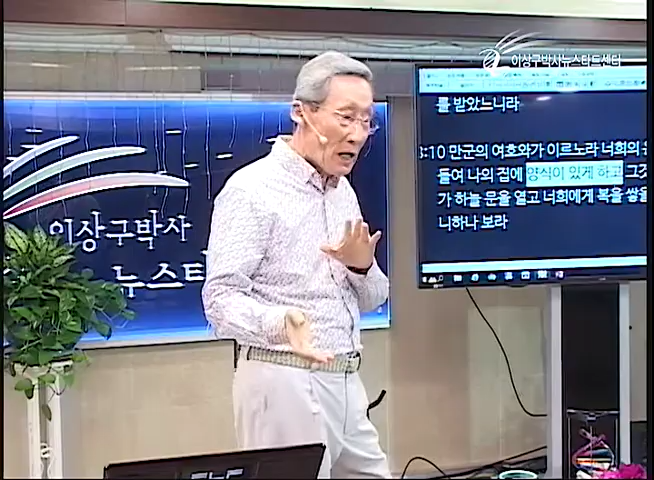 이상구박사뉴스타트센터
를 받았느니라
:10 만군의 여호와가 이르노라 너희의
들여 나의 집에 양식이 있게 하고 그것
가 하늘 문을 열고 너희에게 복을 쌓을
니하나 보라
이상구박사
뉴스타